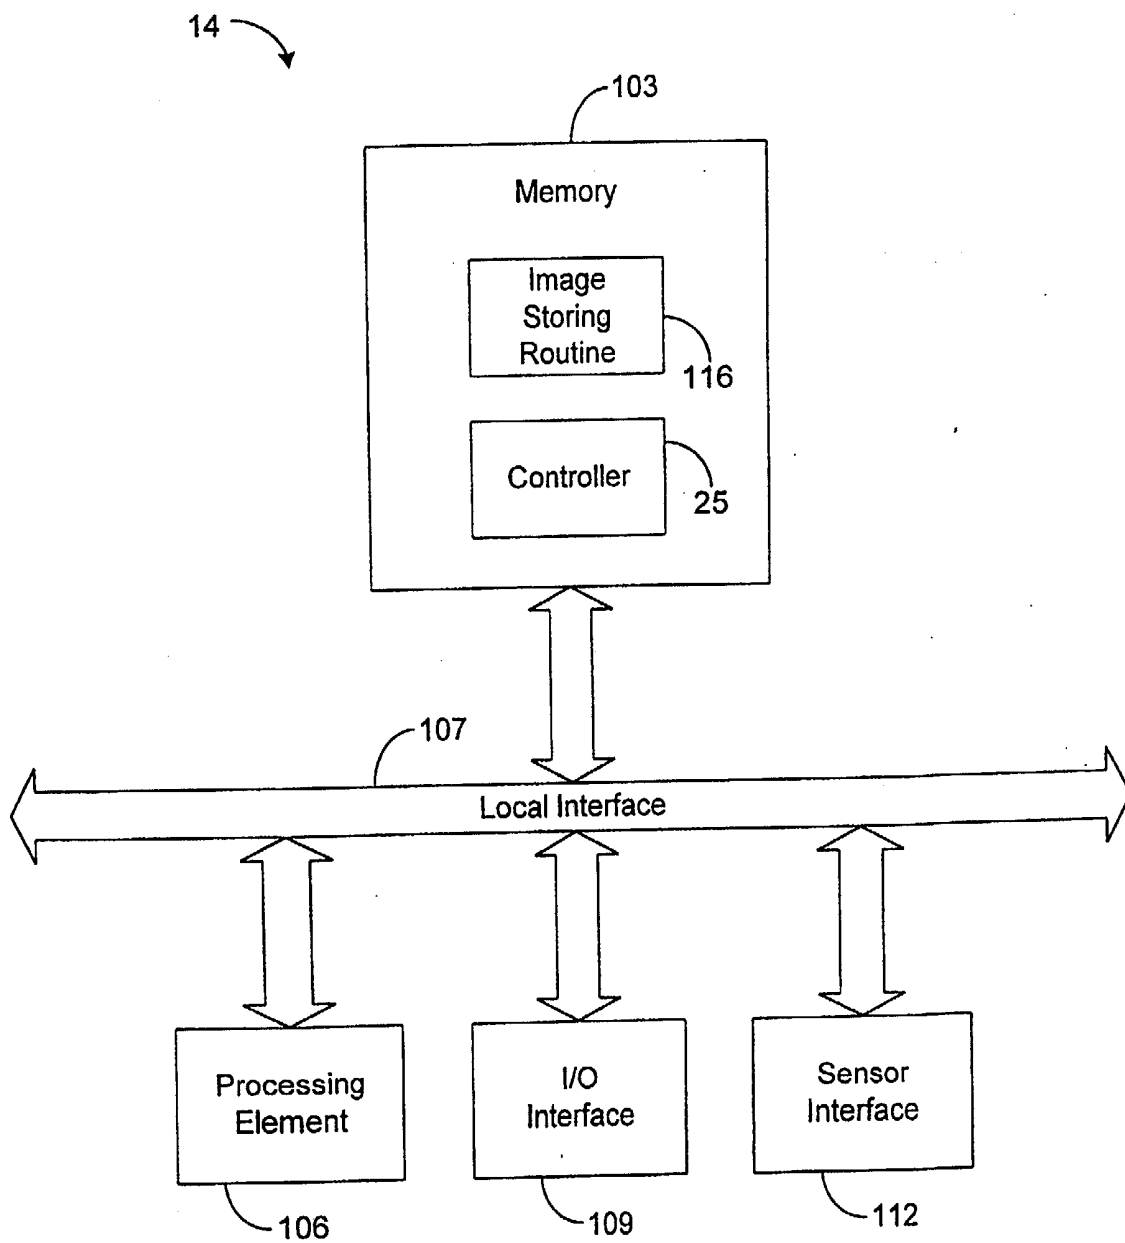 14
103
Memory
Image
Storing
Routine
116
Controller
25
107
Local Interface
Processing
Element
I/O
Interface
Sensor
Interface
106
109
112